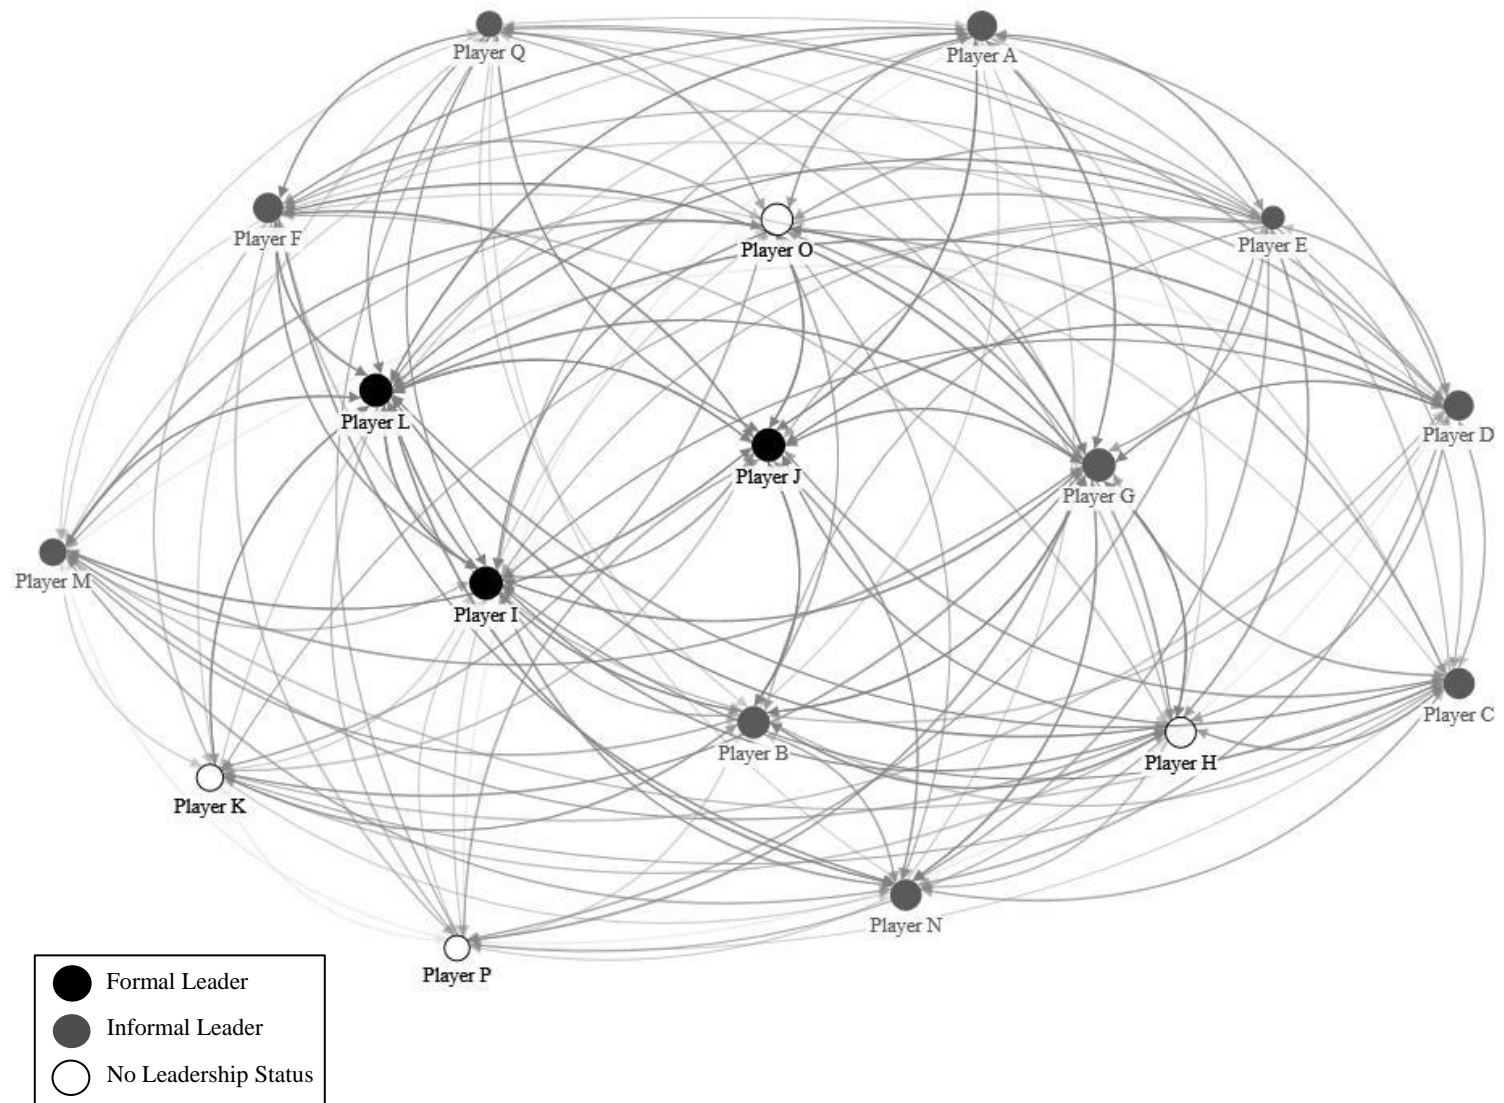 Player Q
Player A
Player F
Player O
Player E
Player L
Player D
Player J
Player G
Player M
Player I
Player C
Player B
Player H
Player K
Player N
Player P
Formal Leader
Informal Leader
No Leadership Status